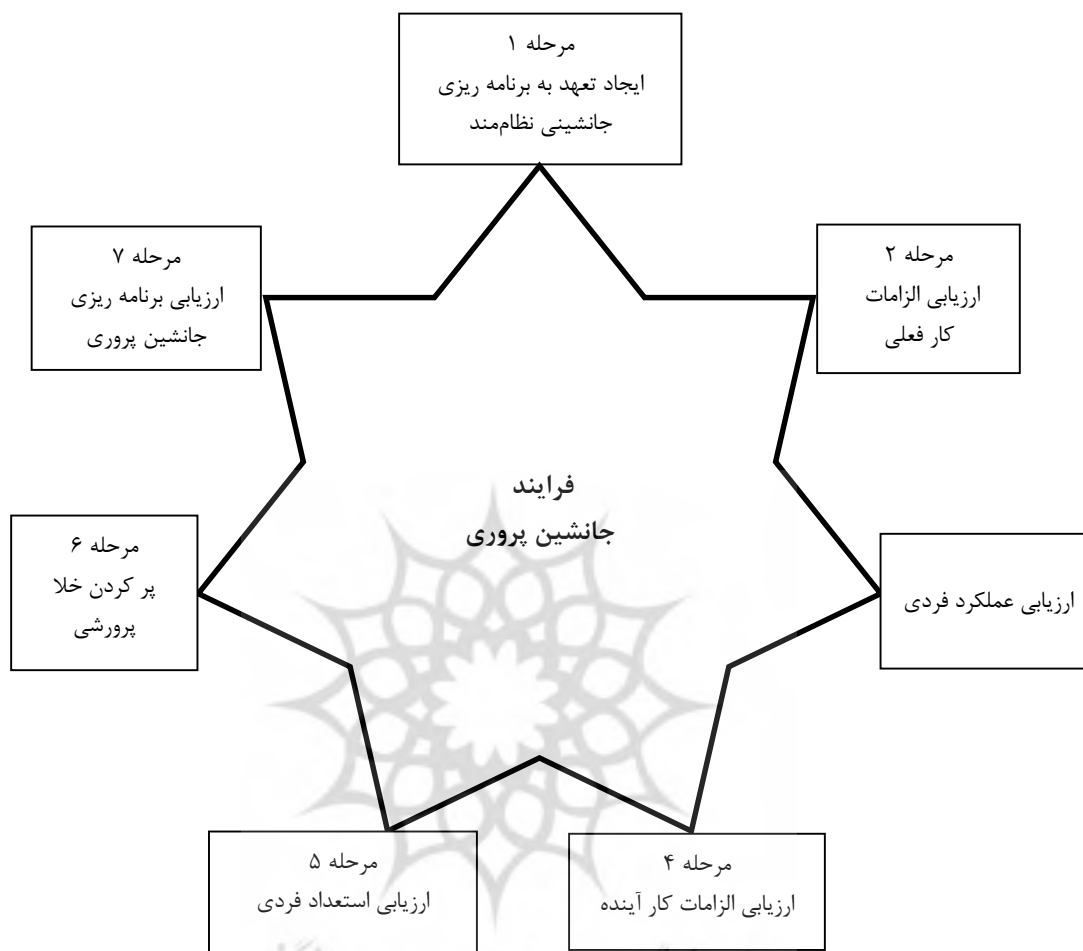 مرحله ۱
ایجاد تعهد به برنامه ریزی
جانشینی نظام‌مند
مرحله ۲
ارزیابی الزامات
کار فعلی
ارزیابی عملکرد فردی
مرحله ۴
ارزیابی الزامات کار آینده
مرحله ۵
ارزیابی استعداد فردی
مرحله ۶
پر کردن خلا
پرورشی
مرحله ۷
ارزیابی برنامه ریزی
جانشین پروری
فرایند
جانشین پروری